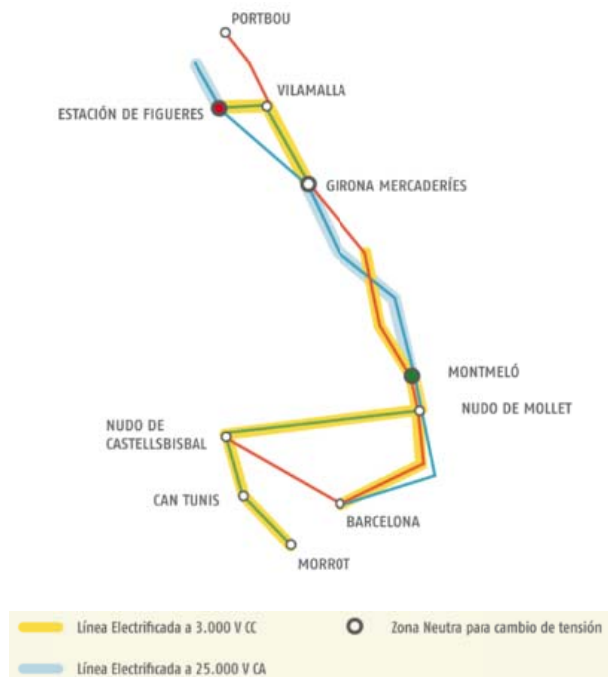 PORTBOU
VILAMALLA
ESTACIÓN DE FIGUERES
GIRONA MERCADERÍES
MONTMELÓ
NUDO DE MOLLET
NUDO DE
CASTELLSBISBAL
CAN TUNIS
BARCELONA
MORROT
Línea Electrificada a 3.000 V CC
Zona Neutra para cambio de tensión
Línea Electrificada a 25.000 V CA